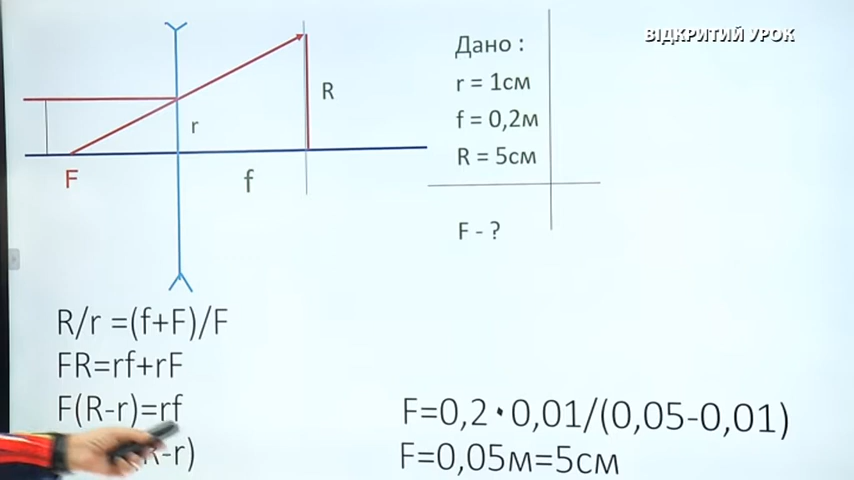 ВІДКРИТИЙ УРОК
R
r
F
f
Дано :
r = 1см
f = 0,2м
R = 5см
F - ?
R/r =(f+F)/F
FR=rf+rF
F(R-r)=rf
-r)
F=0,2·0,01/(0,05-0,01)
F=0,05м=5см